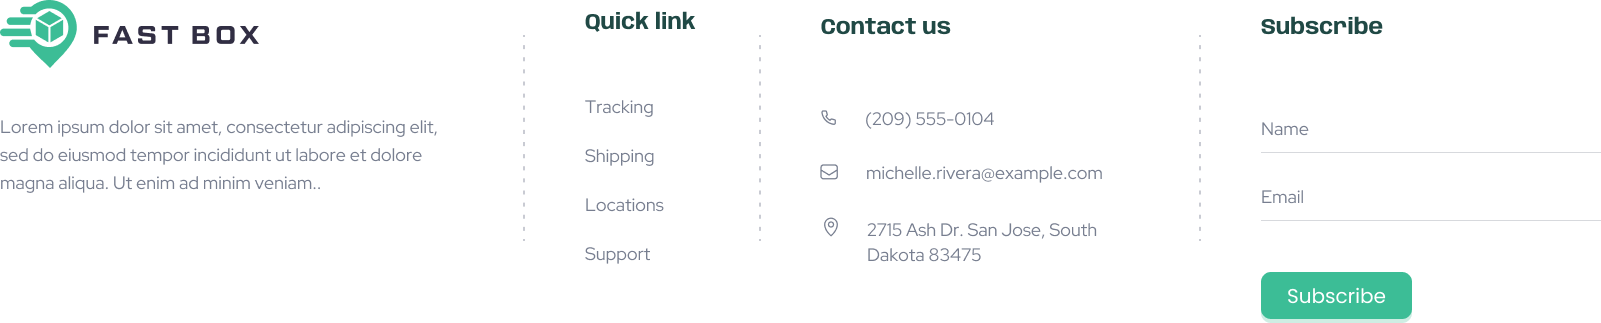 FAST BOX
Lorem ipsum dolor sit amet, consectetur adipiscing elit,
sed do eiusmod tempor incididunt ut labore et dolore
magna aliqua. Ut enim ad minim veniam..
Quick link
Tracking
Shipping
Locations
Support
Contact us
(209) 555-0104
michelle.rivera@example.com
2715 Ash Dr. San Jose, South
Dakota 83475
Subscribe
Name
Email
Subscribe